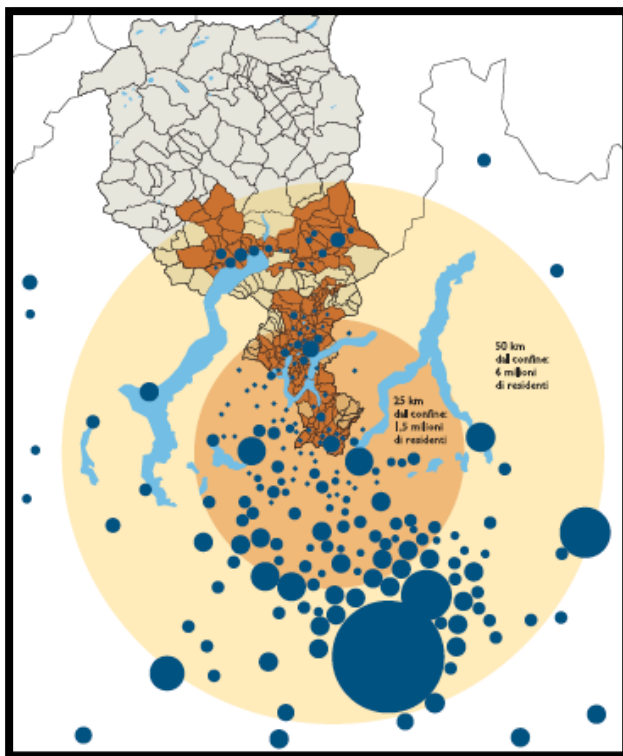 50 km
dal confine:
6 milioni
di residenti
25 km
dal confine:
1,5 milioni
di residenti